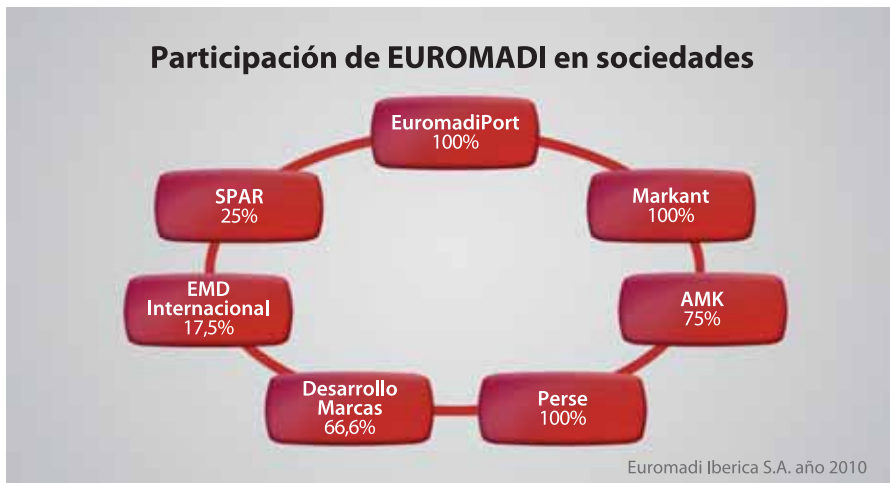 Participación de EUROMADI en sociedades
EuromadiPort
100%
SPAR
25%
Markant
100%
EMD
Internacional
17,5%
AMK
75%
Desarrollo
Marcas
66,6%
Perse
100%
Euromadi Iberica S.A. año 2010